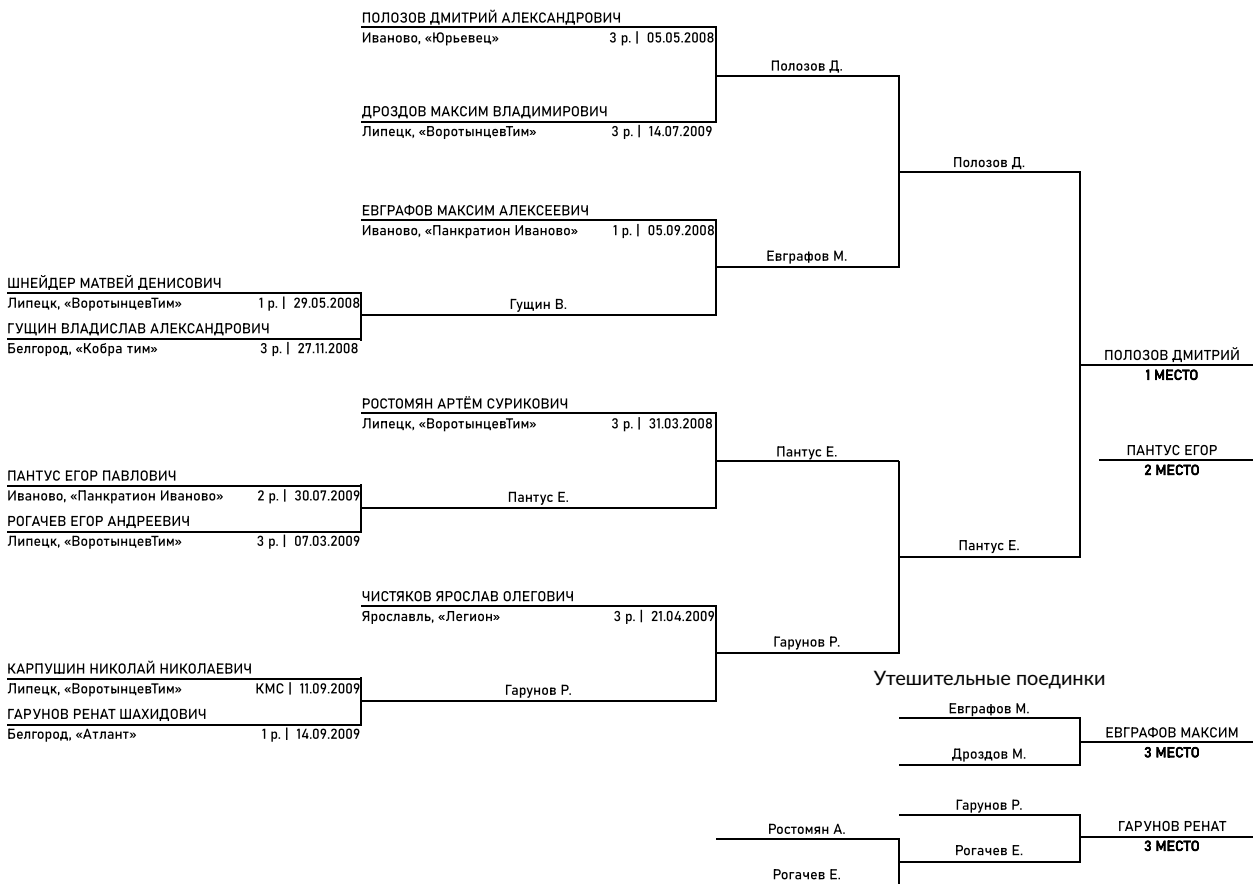 ПОЛОЗОВ ДМИТРИЙ АЛЕКСАНДРОВИЧ
Иваново, «Юрьевец» 3 р. | 05.05.2008
Полозов Д.
ДРОЗДОВ МАКСИМ ВЛАДИМИРОВИЧ
Липецк, «ВоротынцевТим» 3 р. | 14.07.2009
Полозов Д.
ЕВГРАФОВ МАКСИМ АЛЕКСЕЕВИЧ
Иваново, «Панкратион Иваново» 1 р. | 05.09.2008
Евграфов М.
ШНЕЙДЕР МАТВЕЙ ДЕНИСОВИЧ
Липецк, «ВоротынцевТим» 1 р. | 29.05.2008
Гущин В.
ГУЩИН ВЛАДИСЛАВ АЛЕКСАНДРОВИЧ
Белгород, «Кобра тим» 3 р. | 27.11.2008
ПОЛОЗОВ ДМИТРИЙ
1 МЕСТО
РОСТОМЯН АРТЁМ СУРИКОВИЧ
Липецк, «ВоротынцевТим» 3 р. | 31.03.2008
Пантус Е.
ПАНТУС ЕГОР
2 МЕСТО
ПАНТУС ЕГОР ПАВЛОВИЧ
Иваново, «Панкратион Иваново» 2 р. | 30.07.2009
Пантус Е.
РОГАЧЕВ ЕГОР АНДРЕЕВИЧ
Липецк, «ВоротынцевТим» 3 р. | 07.03.2009
Пантус Е.
ЧИСТЯКОВ ЯРОСЛАВ ОЛЕГОВИЧ
Ярославль, «Легион» 3 р. | 21.04.2009
Гарунов Р.
КАРПУШИН НИКОЛАЙ НИКОЛАЕВИЧ
Липецк, «ВоротынцевТим» КМС | 11.09.2009
Гарунов Р.
ГАРУНОВ РЕНАТ ШАХИДОВИЧ
Белгород, «Атлант» 1 р. | 14.09.2009
Утешительные поединки
Евграфов М.
ЕВГРАФОВ МАКСИМ
3 МЕСТО
Дроздов М.
Гарунов Р.
ГАРУНОВ РЕНАТ
3 МЕСТО
Ростомян А.
Рогачев Е.
Рогачев Е.